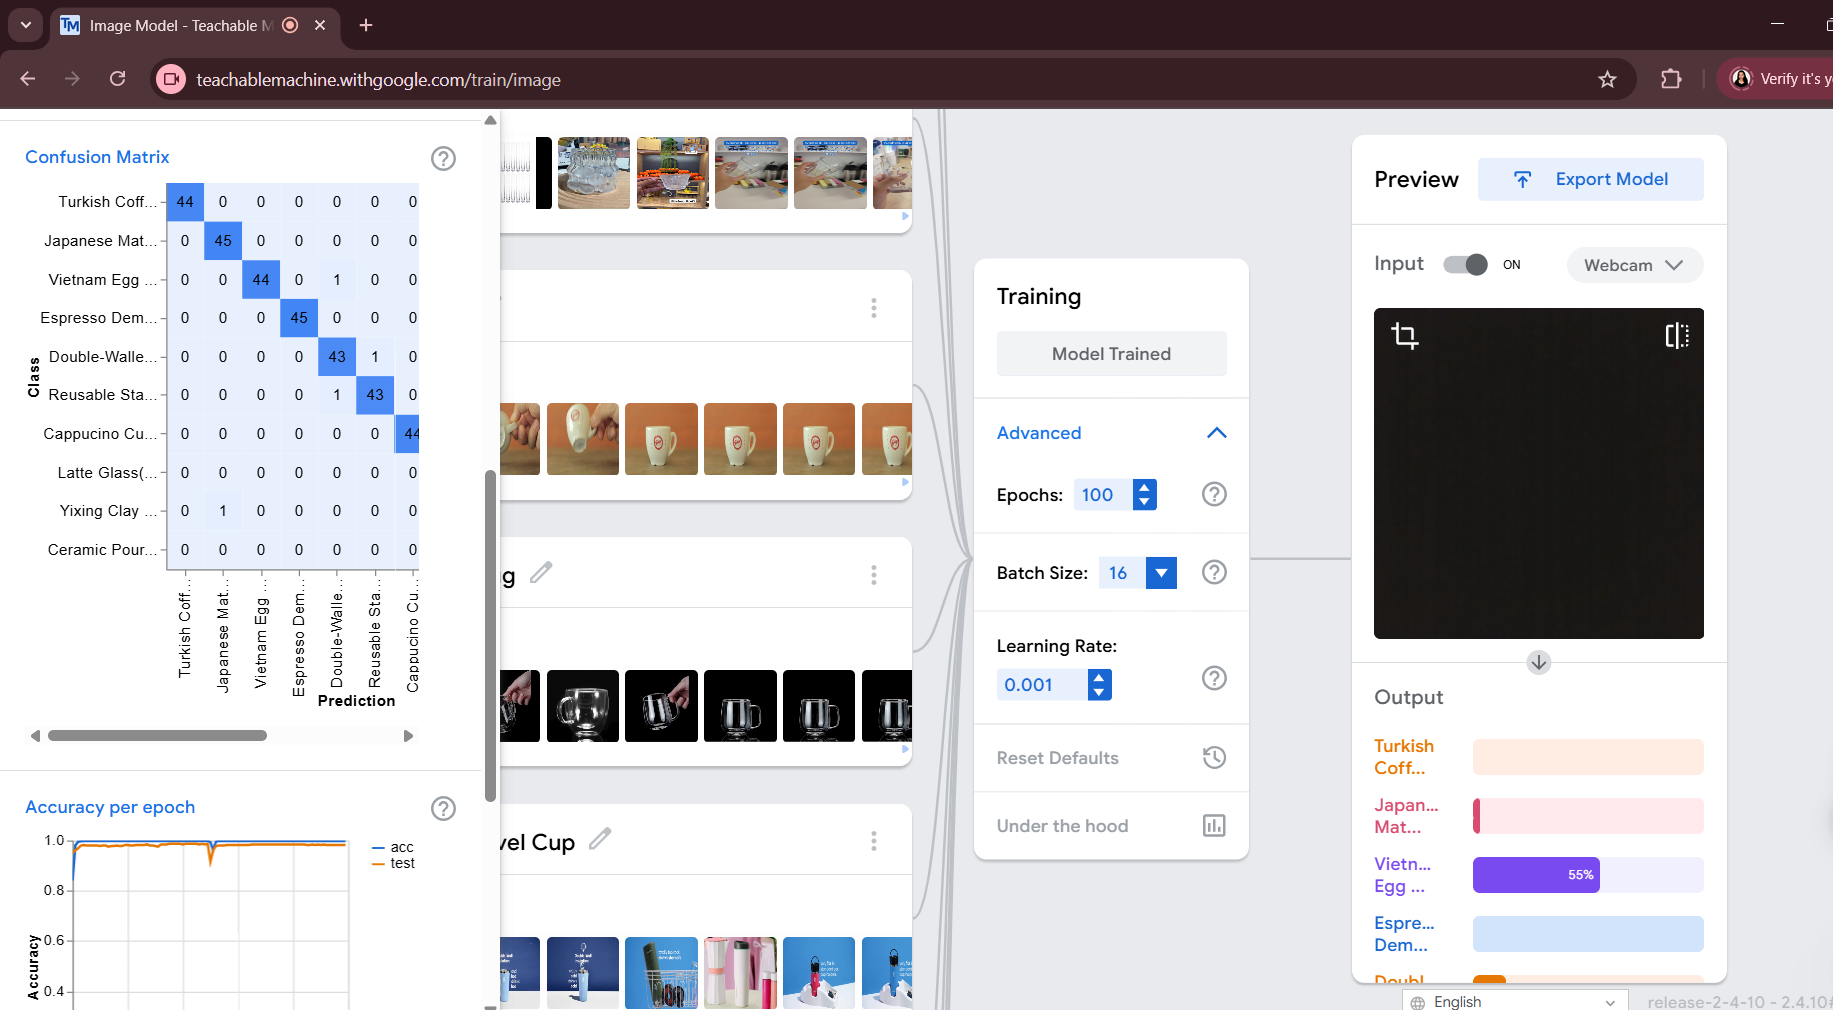 Image Model - Teachable M
teachablemachine.withgoogle.com/train/image
Verify it's y
Confusion Matrix
Turkish Coff... 44 0 0 0 0 0 0
Japanese Mat... 0 45 0 0 0 0 0
Vietnam Egg ... 0 0 44 0 1 0 0
Espresso Dem... 0 0 0 45 0 0 0
Double-Walle... 0 0 0 0 43 1 0
Reusable Sta... 0 0 0 0 1 43 0
Cappucino Cu... 0 0 0 0 0 0 44
Latte Glass(... 0 0 0 0 0 0 0
Yixing Clay ... 0 1 0 0 0 0 0
Ceramic Pour... 0 0 0 0 0 0 0
Class
Turkish Coff...
Japanese Mat...
Vietnam Egg ...
Espresso Dem...
Double-Walle...
Reusable Sta...
Cappucino Cu...
Prediction
Accuracy per epoch
1.0
0.8
0.6
0.4
Accuracy
acc
test
g
vel Cup
Training
Model Trained
Advanced
Epochs: 100
Batch Size: 16
Learning Rate:
0.001
Reset Defaults
Under the hood
Preview
Export Model
Input ON Webcam
Output
Turkish
Coff...
Japan...
Mat...
Vietn...
Egg ...
55%
Espre...
Dem...
Doubl
English
release-2-4-10 - 2.4.10#